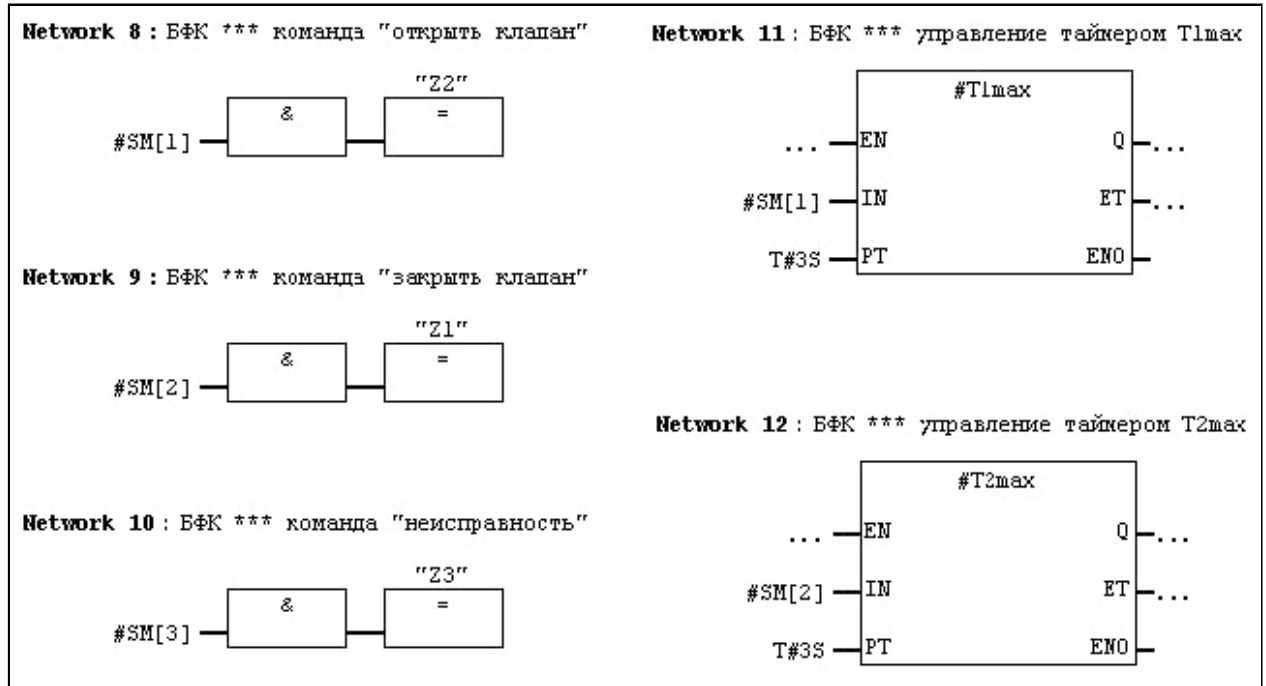 Network 8 : БФК *** команда "открыть клапан"
"Z2"
& =
#SM[1]
Network 9 : БФК *** команда "закрыть клапан"
"Z1"
& =
#SM[2]
Network 10 : БФК *** команда "неисправность"
"Z3"
& =
#SM[3]
Network 11 : БФК *** управление таймером T1max
#T1max
... EN Q ...
#SM[1] IN ET ...
T#3S PT ENO
Network 12 : БФК *** управление таймером T2max
#T2max
... EN Q ...
#SM[2] IN ET ...
T#3S PT ENO